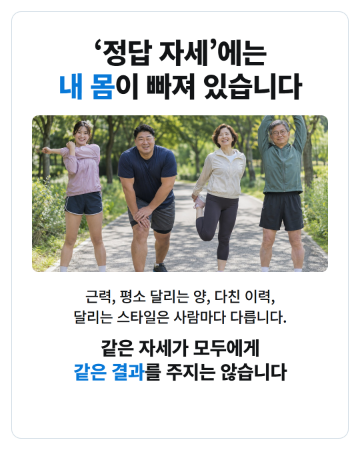 ‘정답 자세’에는
내 몸이 빠져 있습니다
근력, 평소 달리는 양, 다친 이력,
달리는 스타일은 사람마다 다릅니다.
같은 자세가 모두에게
같은 결과를 주지는 않습니다